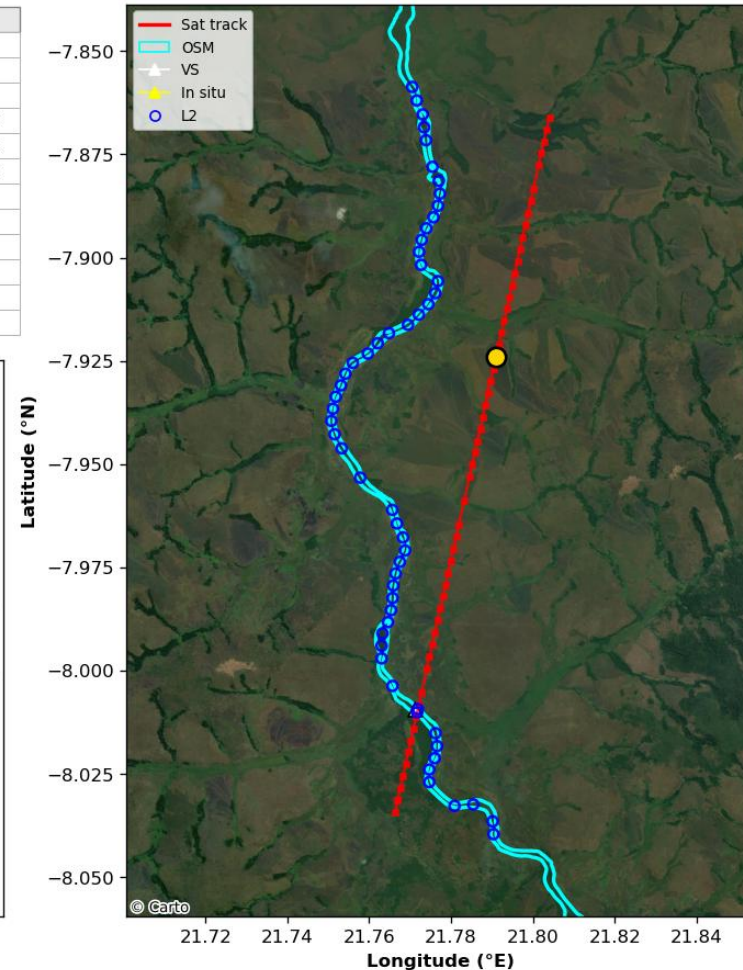 Sat track
OSM
VS
In situ
L2
−7.850
−7.875
−7.900
−7.925
−7.950
−7.975
−8.000
−8.025
−8.050
Latitude (°N)
© Carto
21.72 21.74 21.76 21.78 21.80 21.82 21.84
Longitude (°E)